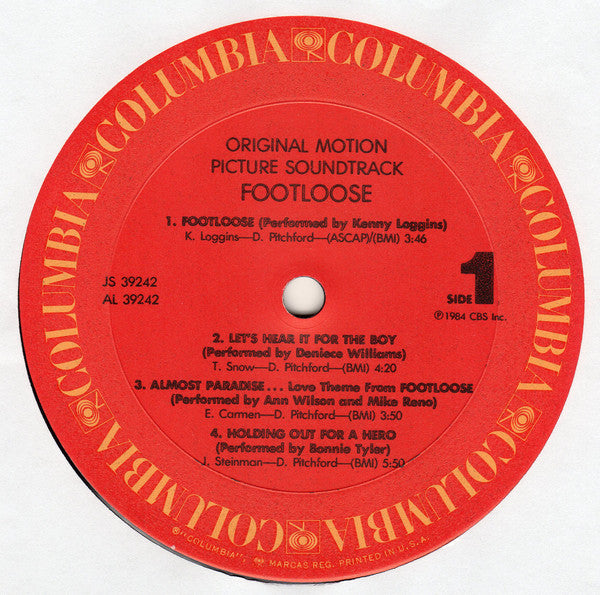 COLUMBIA COLUMBIA COLUMBIA COLUMBIA COLUMBIA COLUMBIA COLUMBIA COLUMBIA
ORIGINAL MOTION
PICTURE SOUNDTRACK
FOOTLOOSE
1. FOOTLOOSE (Performed by Kenny Loggins)
K. Loggins—D. Pitchford—(ASCAP)/(BMI) 3:46
JS 39242
AL 39242
SIDE 1
℗1984 CBS Inc.
2. LET'S HEAR IT FOR THE BOY
(Performed by Deniece Williams)
T. Snow—D. Pitchford—(BMI) 4:20
3. ALMOST PARADISE... Love Theme From FOOTLOOSE
(Performed by Ann Wilson and Mike Reno)
E. Carmen—D. Pitchford—(BMI) 3:50
4. HOLDING OUT FOR A HERO
(Performed by Bonnie Tyler)
J. Steinman—D. Pitchford—(BMI) 5:50
® "COLUMBIA", MARCAS REG. PRINTED IN U.S.A.